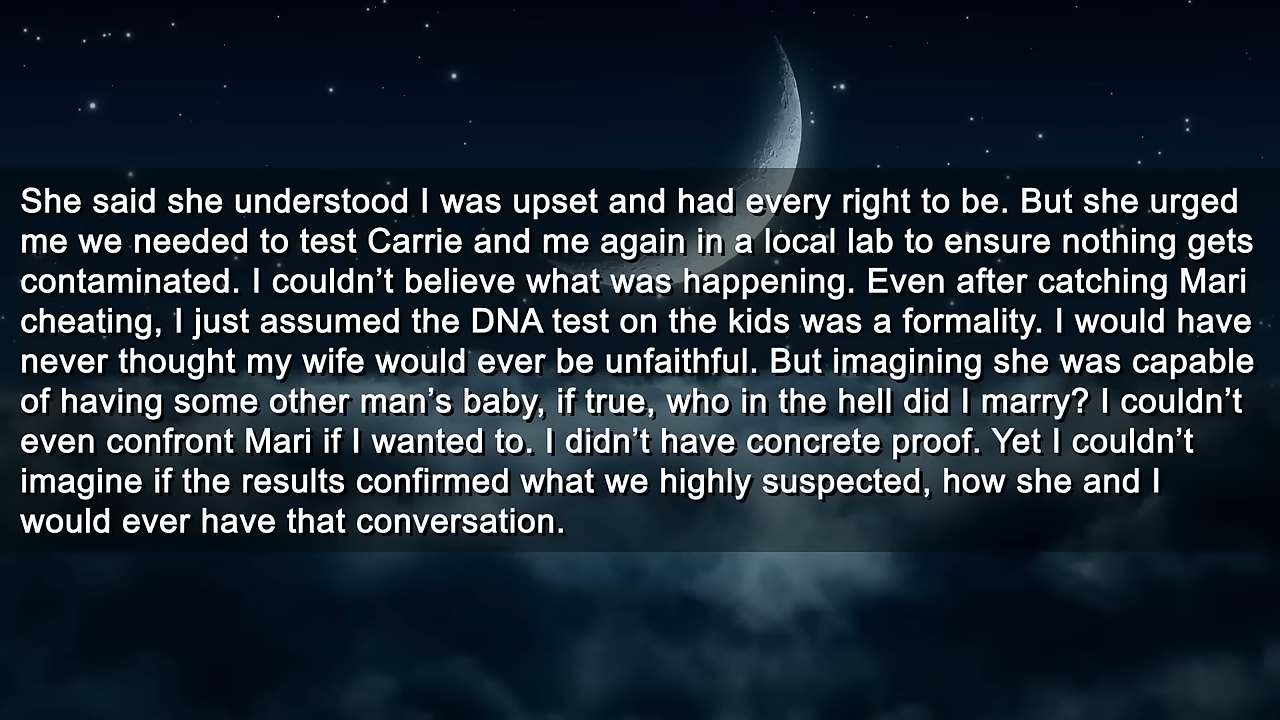 She said she understood I was upset and had every right to be. But she urged
me we needed to test Carrie and me again in a local lab to ensure nothing gets
contaminated. I couldn’t believe what was happening. Even after catching Mari
cheating, I just assumed the DNA test on the kids was a formality. I would have
never thought my wife would ever be unfaithful. But imagining she was capable
of having some other man’s baby, if true, who in the hell did I marry? I couldn’t
even confront Mari if I wanted to. I didn’t have concrete proof. Yet I couldn’t
imagine if the results confirmed what we highly suspected, how she and I
would ever have that conversation.